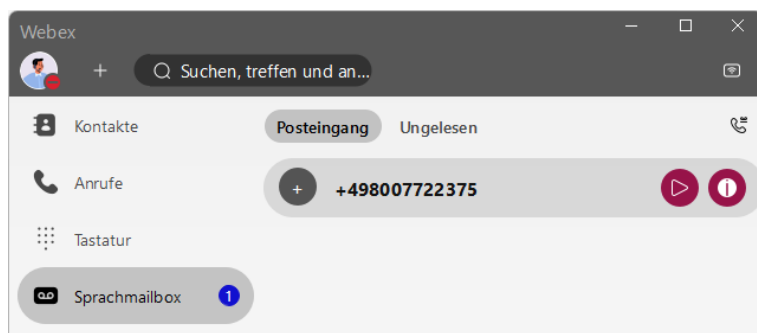 Webex
Suchen, treffen und an...
Kontakte
Anrufe
Tastatur
Sprachmailbox 1
Posteingang Ungelesen
+498007722375